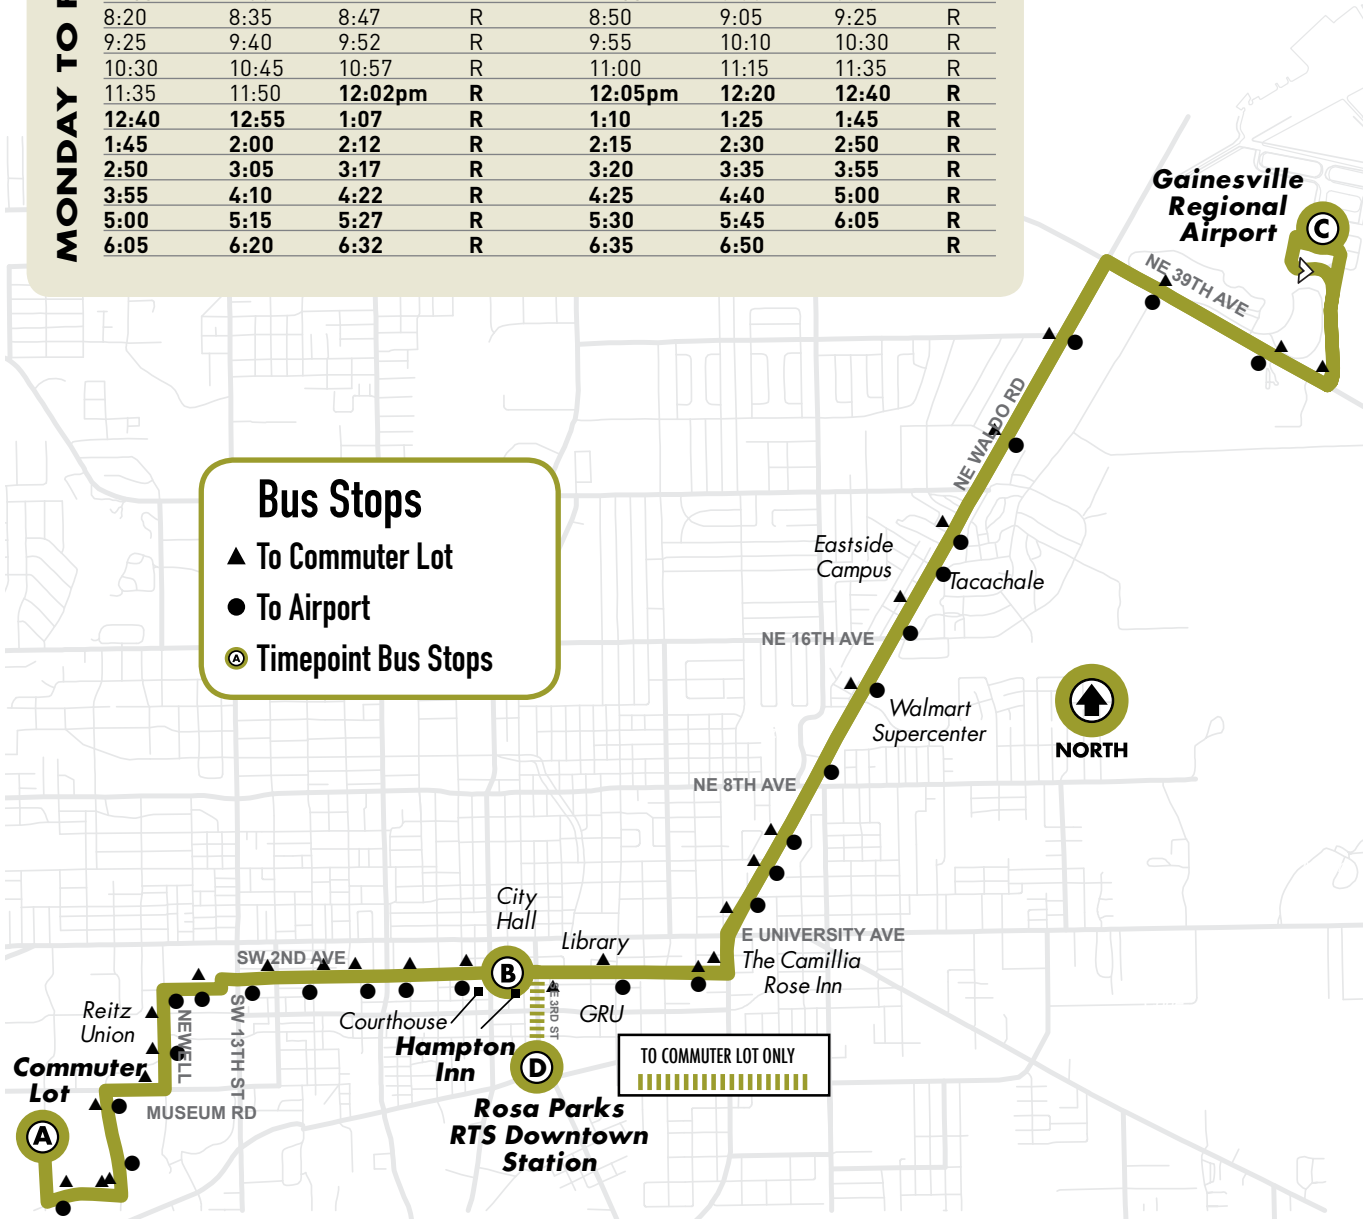 MONDAY TO
8:20 8:35 8:47 R 8:50 9:05 9:25 R
9:25 9:40 9:52 R 9:55 10:10 10:30 R
10:30 10:45 10:57 R 11:00 11:15 11:35 R
11:35 11:50 12:02pm R 12:05pm 12:20 12:40 R
12:40 12:55 1:07 R 1:10 1:25 1:45 R
1:45 2:00 2:12 R 2:15 2:30 2:50 R
2:50 3:05 3:17 R 3:20 3:35 3:55 R
3:55 4:10 4:22 R 4:25 4:40 5:00 R
5:00 5:15 5:27 R 5:30 5:45 6:05 R
6:05 6:20 6:32 R 6:35 6:50 R
Gainesville
Regional
Airport
C
NE 39TH AVE
NE WALDO RD
Bus Stops
To Commuter Lot
To Airport
A Timepoint Bus Stops
Eastside
Campus
Tacachale
NE 16TH AVE
Walmart
Supercenter
NORTH
NE 8TH AVE
City
Hall
Library
E UNIVERSITY AVE
The Camillia
Rose Inn
SW 2ND AVE
B
Reitz
Union
NEWELL
SW 13TH ST
Courthouse
Hampton
Inn
SE 3RD ST
GRU
TO COMMUTER LOT ONLY
Commuter
Lot
A
MUSEUM RD
D
Rosa Parks
RTS Downtown
Station